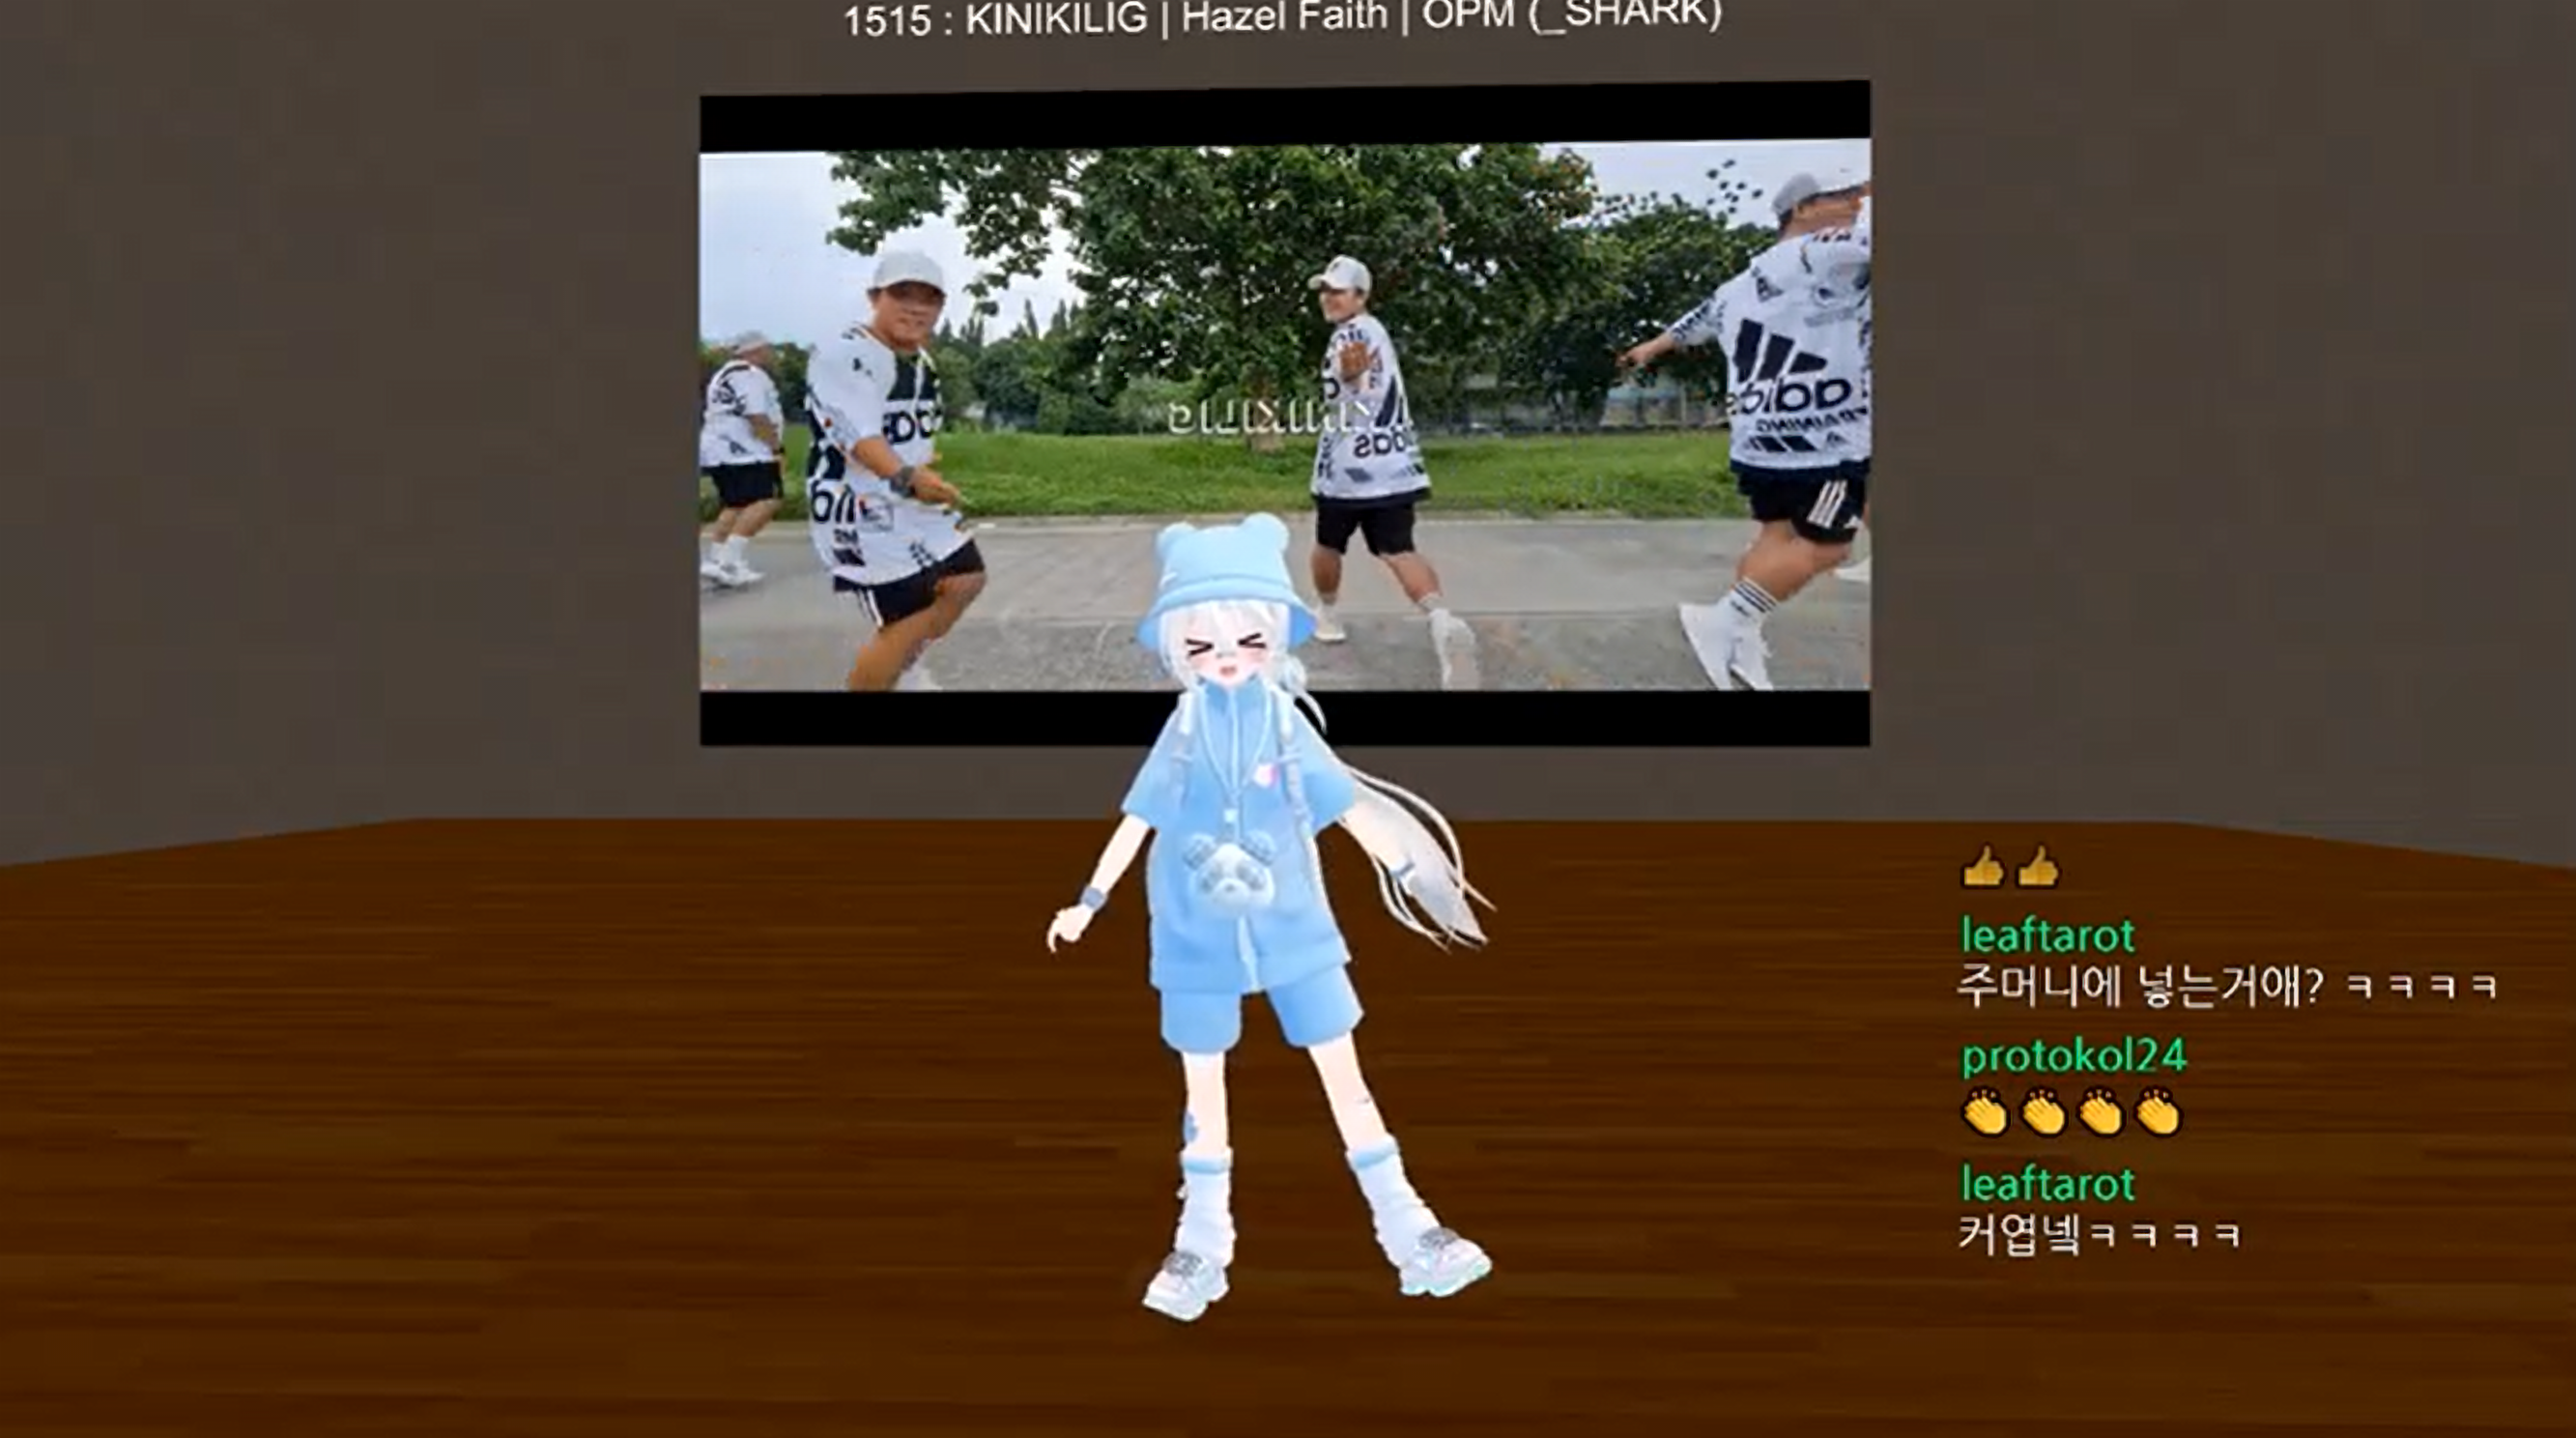 1515 : KINIKILIG | Hazel Faith | OPM (_SHARK)
👍👍
leaftarot
주머니에 넣는거애? ㅋㅋㅋㅋ
protokol24
👏👏👏👏
leaftarot
커엽넼ㅋㅋㅋㅋ